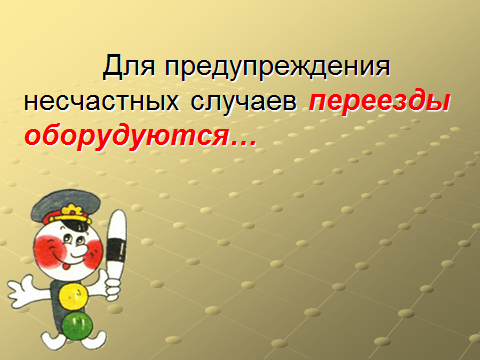 Для предупреждения
несчастных случаев переезды
оборудуются…